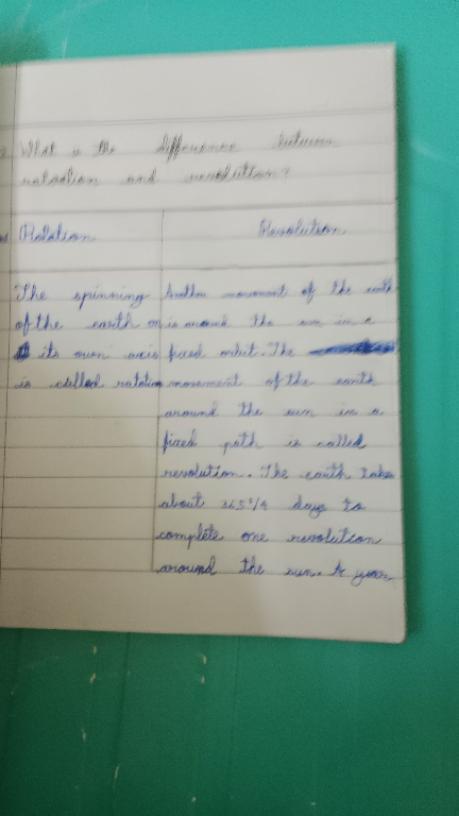 What is the difference between
rotation and revolution?
Rotation Revolution
The spinning Another movement of the earth
of the earth on is around the sun in a
its own axis fixed orbit. The
is called rotation movement of the earth
around the sun in a
fixed path is called
revolution. The earth takes
about 365 1/4 days to
complete one revolution
around the sun. A year